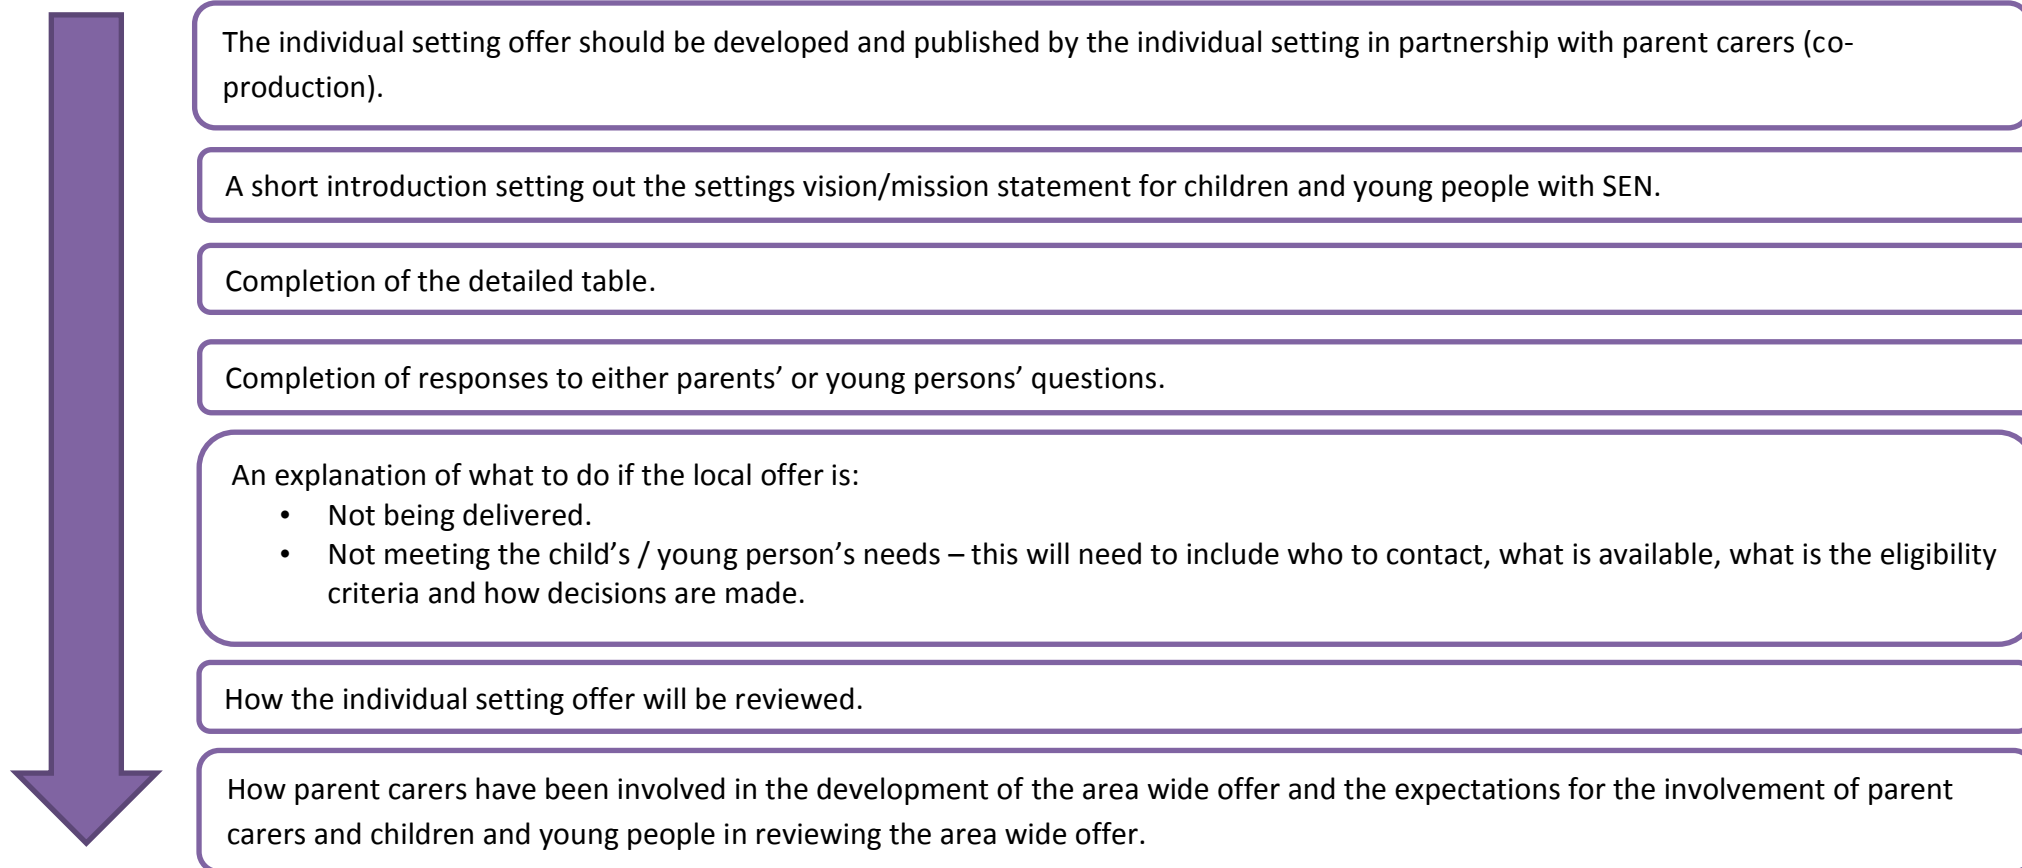 The individual setting offer should be developed and published by the individual setting in partnership with parent carers (co-
production).
A short introduction setting out the settings vision/mission statement for children and young people with SEN.
Completion of the detailed table.
Completion of responses to either parents’ or young persons’ questions.
An explanation of what to do if the local offer is:
• Not being delivered.
• Not meeting the child’s / young person’s needs – this will need to include who to contact, what is available, what is the eligibility
criteria and how decisions are made.
How the individual setting offer will be reviewed.
How parent carers have been involved in the development of the area wide offer and the expectations for the involvement of parent
carers and children and young people in reviewing the area wide offer.